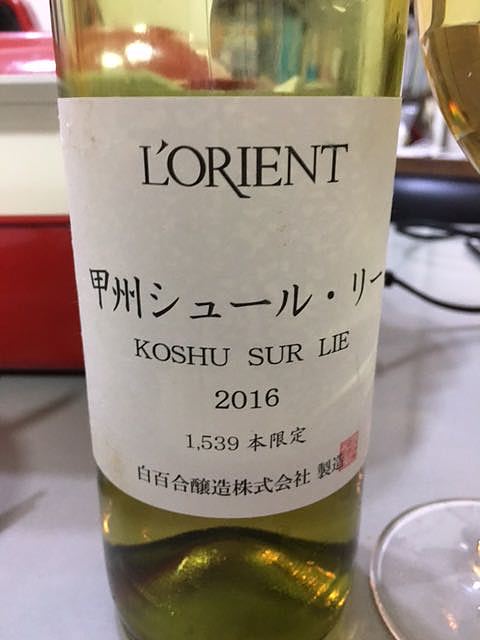 L'ORIENT
甲州シュール・リー
KOSHU SUR LIE
2016
1,539 本限定
白百合醸造株式会社 製造